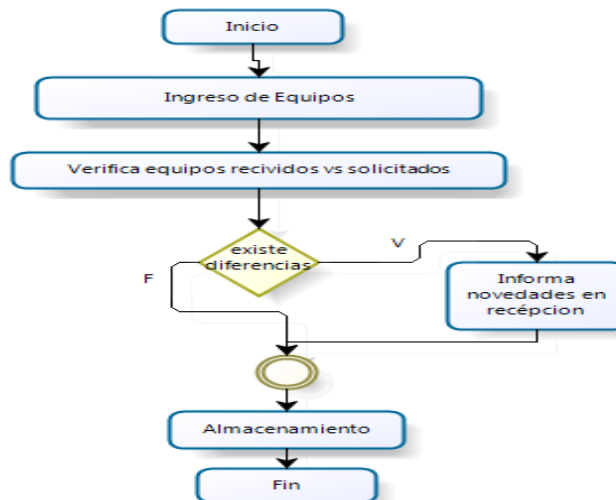 Inicio
Ingreso de Equipos
Verifica equipos recividos vs solicitados
existe
diferencias
V
F
Informa
novedades en
recépcion
Almacenamiento
Fin